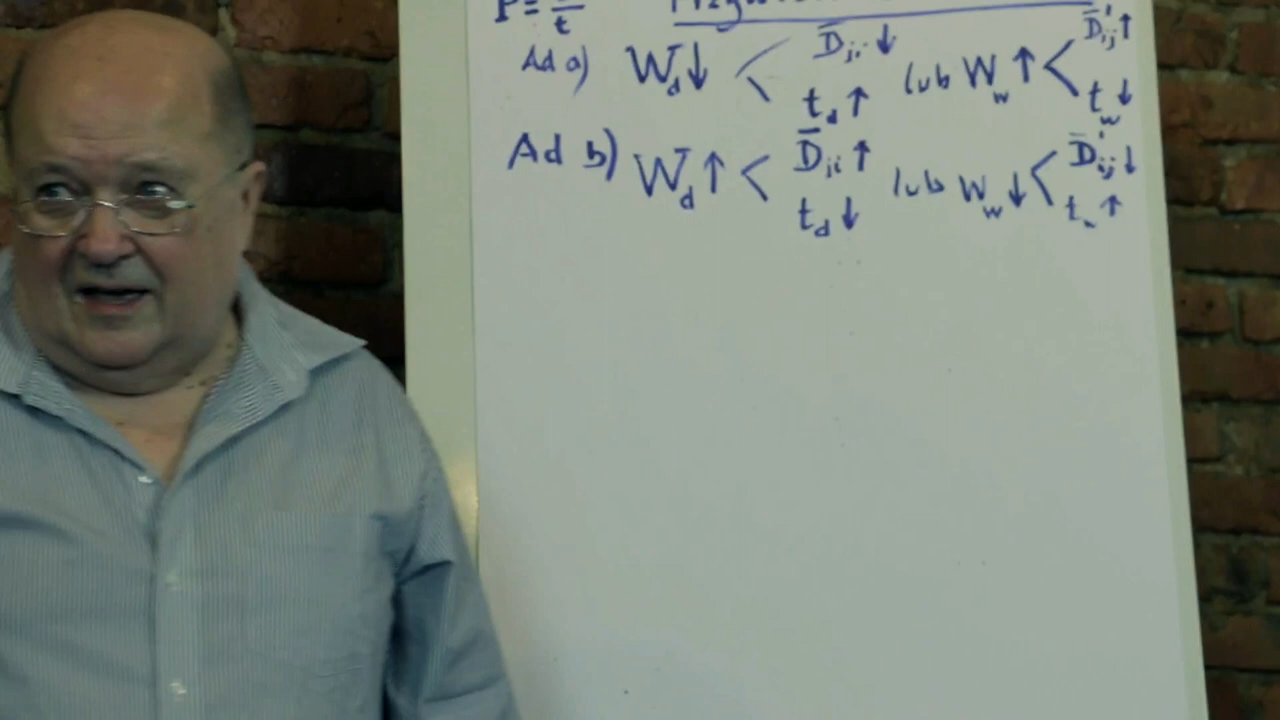 P = —/t
Ad a) W_d↓ < D̄_ji↓ t_d↑ lub W_w↑ < D̄'_ij↑ t_w↓
Ad b) W_d↑ < D̄_ji↑ t_d↓ lub W_w↓ < D̄'_ij↓ t_w↑